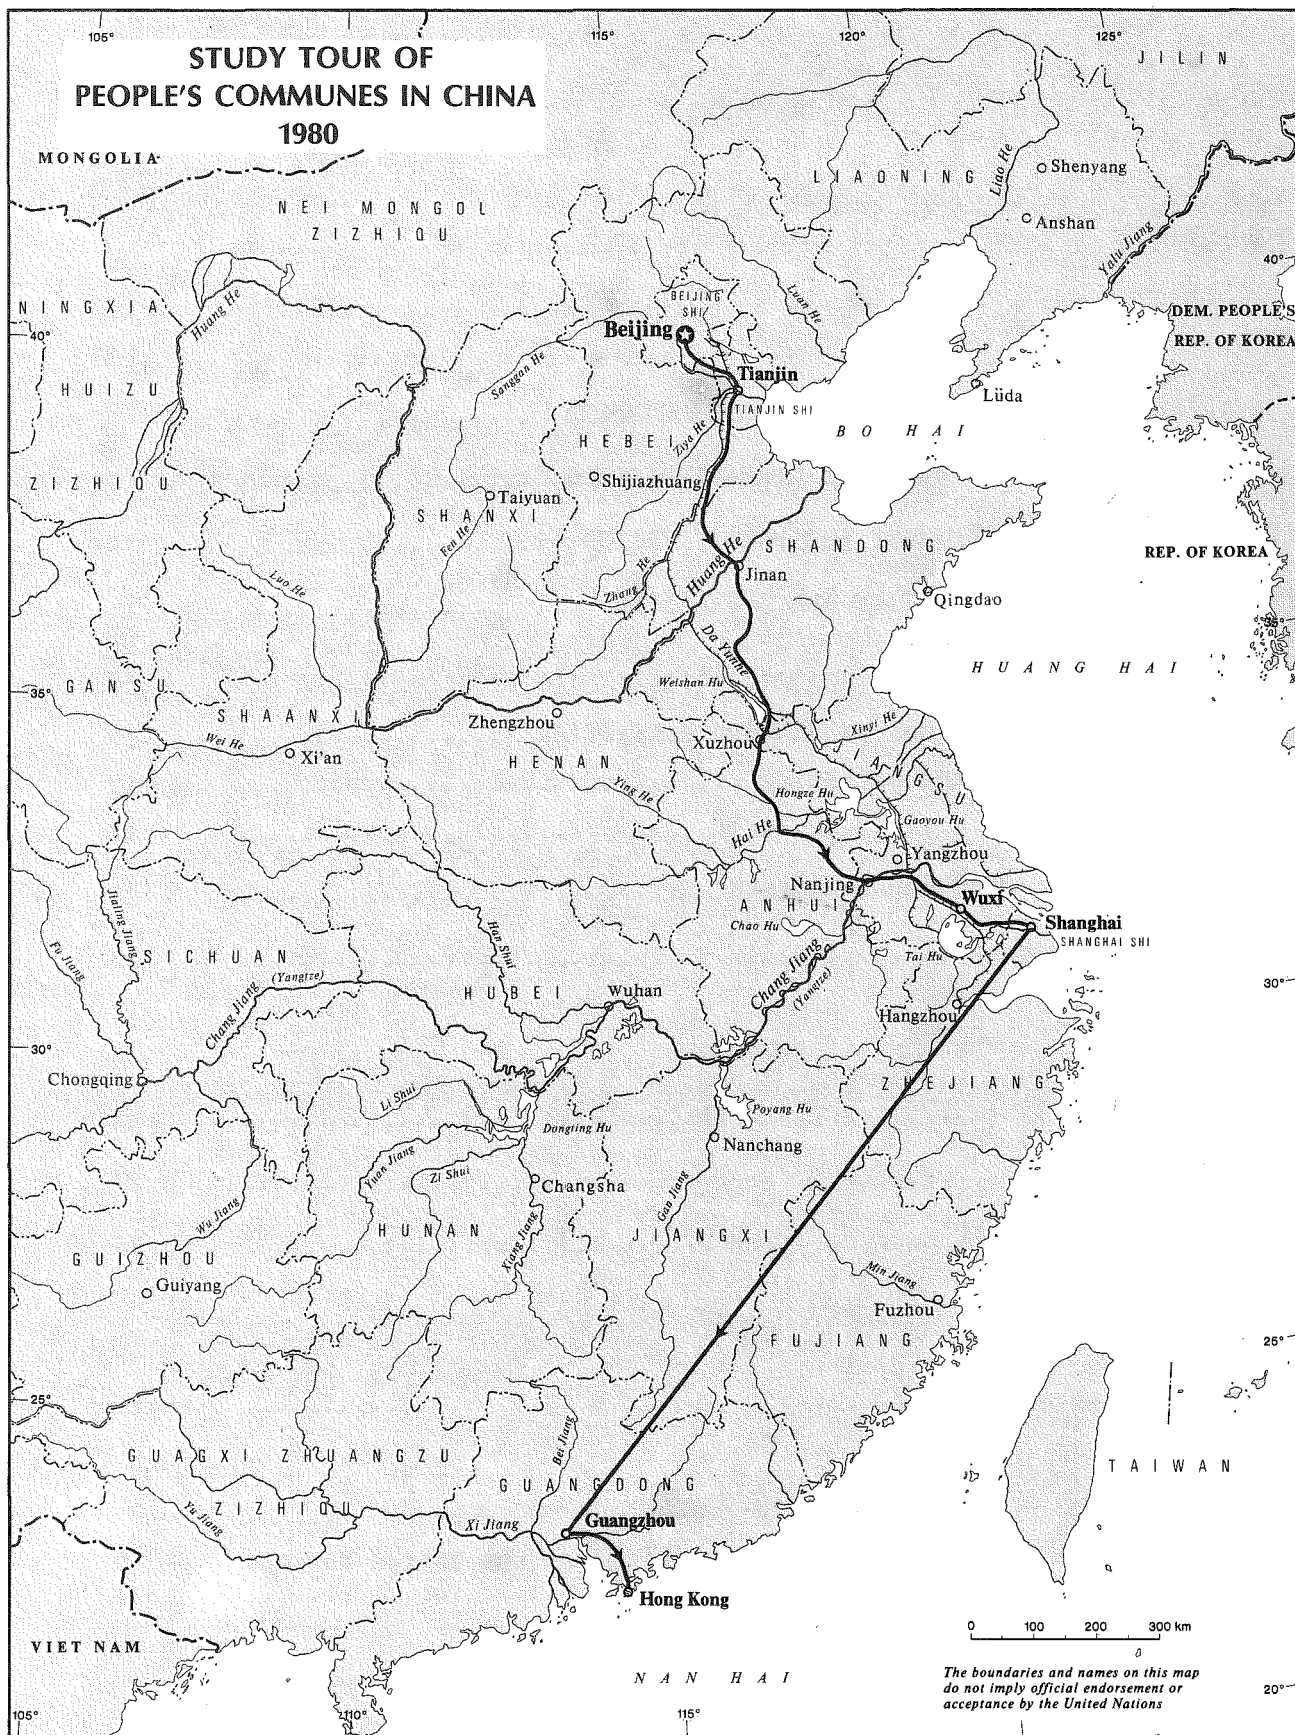 105°
115°
120°
125°
STUDY TOUR OF
PEOPLE'S COMMUNES IN CHINA
1980
JILIN
MONGOLIA
LIAONING
Liao He
Shenyang
Anshan
NEI MONGOL
ZIZHIQU
Yalu Jiang
40°
NINGXIA
Huang He
BEIJING
SHI
Luan He
DEM. PEOPLE'S
REP. OF KOREA
40°
Beijing
Sanggan He
HUIZU
Tianjin
TIANJIN SHI
Lüda
BO HAI
HEBEI
Ziya He
ZIZHIQU
Shijiazhuang
Taiyuan
SHANXI
Fen He
SHANDONG
REP. OF KOREA
Huang He
Jinan
Luo He
Zhang He
Qingdao
35°
Da Yunhe
HUANG HAI
GANSU
35°
Weishan Hu
SHAANXI
Zhengzhou
Xinyi He
Wei He
Xi'an
Xuzhou
HENAN
JIANGSU
Ying He
Hongze Hu
Gaoyou Hu
Hai He
Yangzhou
Nanjing
ANHUI
Wuxi
Jialing Jiang
Chao Hu
Shanghai
SHANGHAI SHI
Fu Jiang
SICHUAN
Han Shui
Tai Hu
(Yangtze)
Chang Jiang
HUBEI
Wuhan
Chang Jiang
(Yangtze)
30°
Hangzhou
30°
Chongqing
ZHEJIANG
Li Shui
Poyang Hu
Dongting Hu
Nanchang
Yuan Jiang
Zi Shui
Changsha
Gan Jiang
Wu Jiang
HUNAN
Xiang Jiang
JIANGXI
GUIZHOU
Guiyang
Min Jiang
Fuzhou
FUJIANG
25°
25°
Bei Jiang
GUAGXI ZHUANGZU
TAIWAN
GUANGDONG
ZIZHIQU
Yu Jiang
Xi Jiang
Guangzhou
Hong Kong
0 100 200 300 km
VIET NAM
NAN HAI
The boundaries and names on this map
do not imply official endorsement or
acceptance by the United Nations
20°
105°
110°
115°